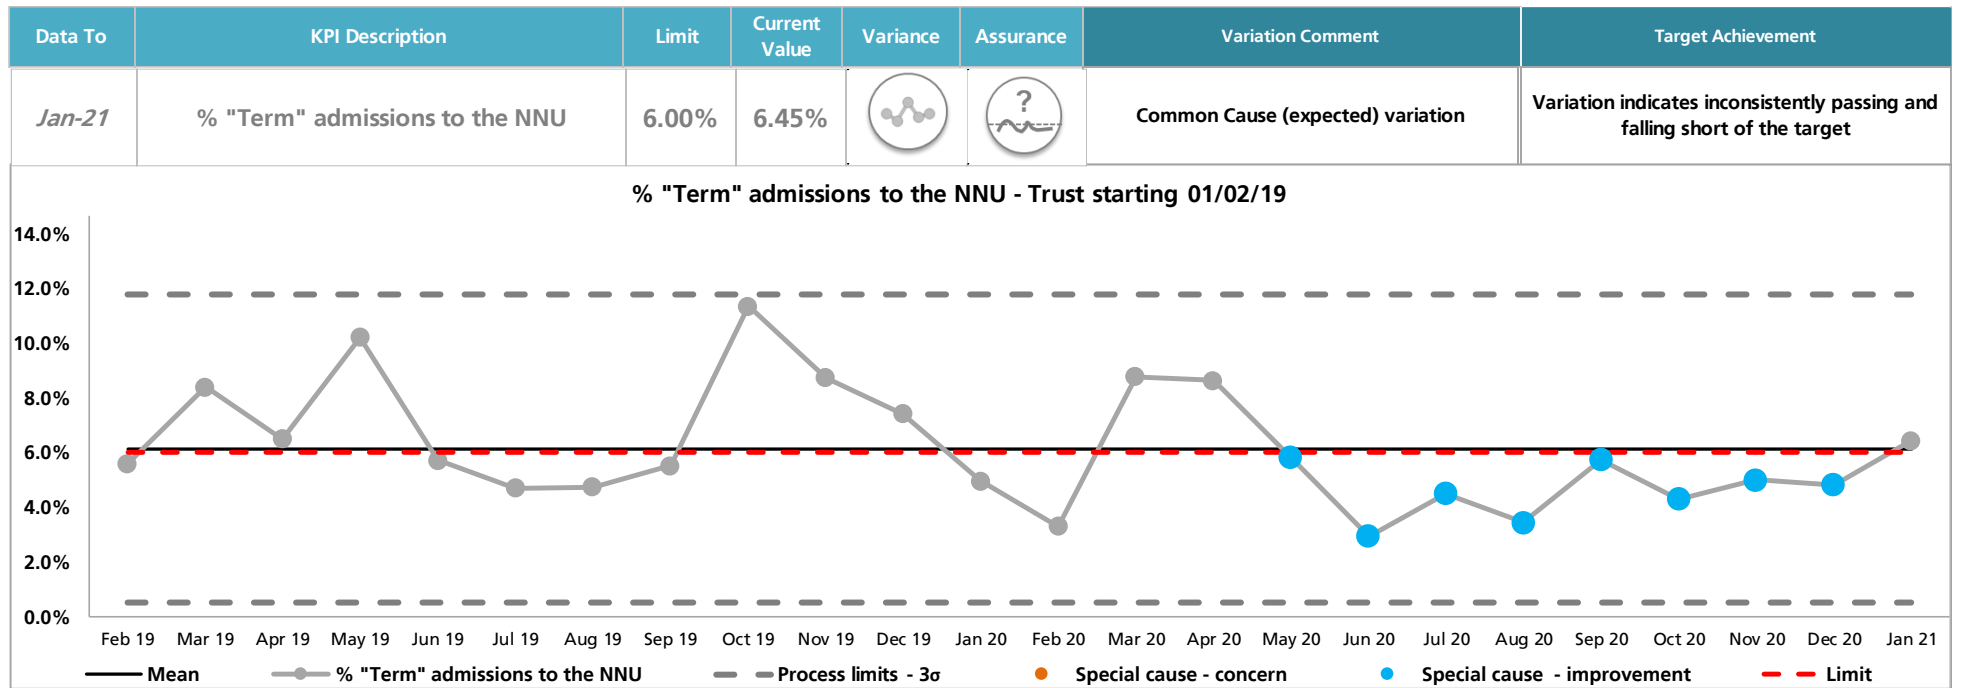 Data To KPI Description Limit Current Value Variance Assurance Variation Comment Target Achievement
Jan-21 % "Term" admissions to the NNU 6.00% 6.45% ? Common Cause (expected) variation Variation indicates inconsistently passing and
falling short of the target
% "Term" admissions to the NNU - Trust starting 01/02/19
14.0%
12.0%
10.0%
8.0%
6.0%
4.0%
2.0%
0.0%
Feb 19 Mar 19 Apr 19 May 19 Jun 19 Jul 19 Aug 19 Sep 19 Oct 19 Nov 19 Dec 19 Jan 20 Feb 20 Mar 20 Apr 20 May 20 Jun 20 Jul 20 Aug 20 Sep 20 Oct 20 Nov 20 Dec 20 Jan 21
Mean % "Term" admissions to the NNU Process limits - 3σ Special cause - concern Special cause - improvement Limit